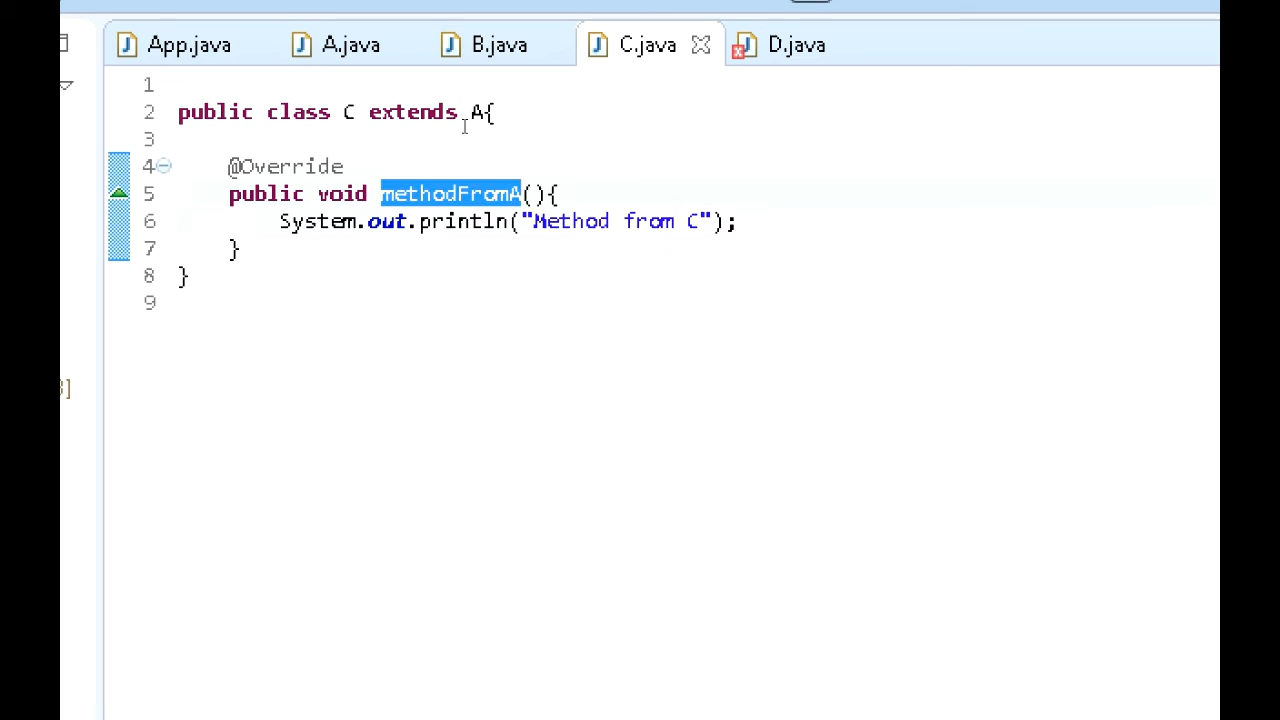 App.java A.java B.java C.java D.java
1
2 public class C extends A{
3
4 @Override
5 public void methodFromA(){
6 System.out.println("Method from C");
7 }
8 }
9